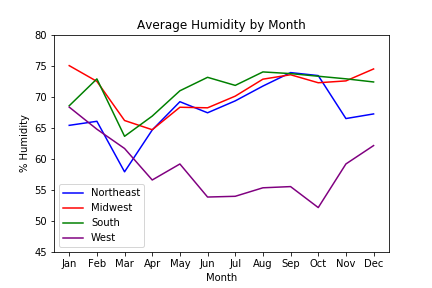 Average Humidity by Month
% Humidity
80
75
70
65
60
55
50
45
Northeast
Midwest
South
West
Jan Feb Mar Apr May Jun Jul Aug Sep Oct Nov Dec
Month